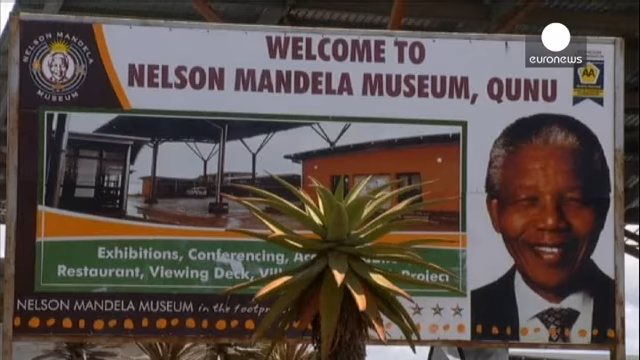 NELSON MANDELA
MUSEUM
WELCOME TO
NELSON MANDELA MUSEUM, QUNU
euronews
AA
Exhibitions, Conferencing,
Restaurant, Viewing Deck, Project
NELSON MANDELA MUSEUM in the